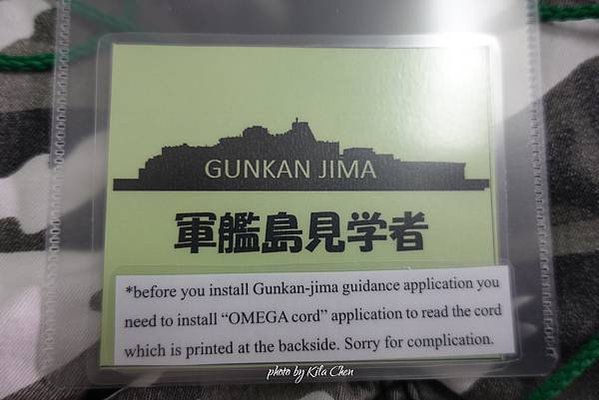 GUNKAN JIMA
軍艦島見学者
*before you install Gunkan-jima guidance application you
need to install “OMEGA cord” application to read the cord
which is printed at the backside. Sorry for complication.
photo by Kila Chen